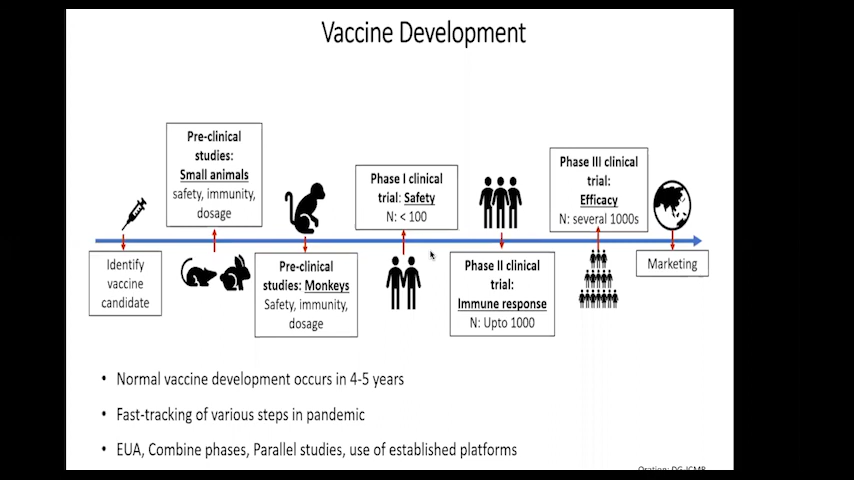 Vaccine Development
Identify
vaccine
candidate
Pre-clinical
studies:
Small animals
safety, immunity,
dosage
Pre-clinical
studies: Monkeys
Safety, immunity,
dosage
Phase I clinical
trial: Safety
N: < 100
Phase II clinical
trial:
Immune response
N: Upto 1000
Phase III clinical
trial:
Efficacy
N: several 1000s
Marketing
• Normal vaccine development occurs in 4-5 years
• Fast-tracking of various steps in pandemic
• EUA, Combine phases, Parallel studies, use of established platforms
Oration: DG-ICMR